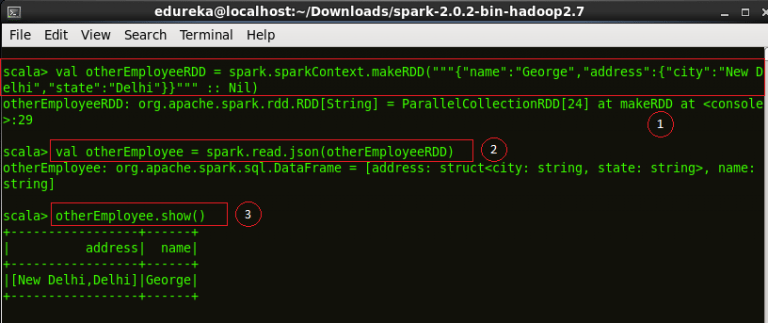 edureka@localhost:~/Downloads/spark-2.0.2-bin-hadoop2.7
File Edit View Search Terminal Help
scala> val otherEmployeeRDD = spark.sparkContext.makeRDD("""{"name":"George","address":{"city":"New D
elhi","state":"Delhi"}}""" :: Nil)
otherEmployeeRDD: org.apache.spark.rdd.RDD[String] = ParallelCollectionRDD[24] at makeRDD at <console
>:29
1
scala> val otherEmployee = spark.read.json(otherEmployeeRDD)
2
otherEmployee: org.apache.spark.sql.DataFrame = [address: struct<city: string, state: string>, name:
string]
scala> otherEmployee.show()
3
+-----------------+------+
|          address|  name|
+-----------------+------+
|[New Delhi,Delhi]|George|
+-----------------+------+